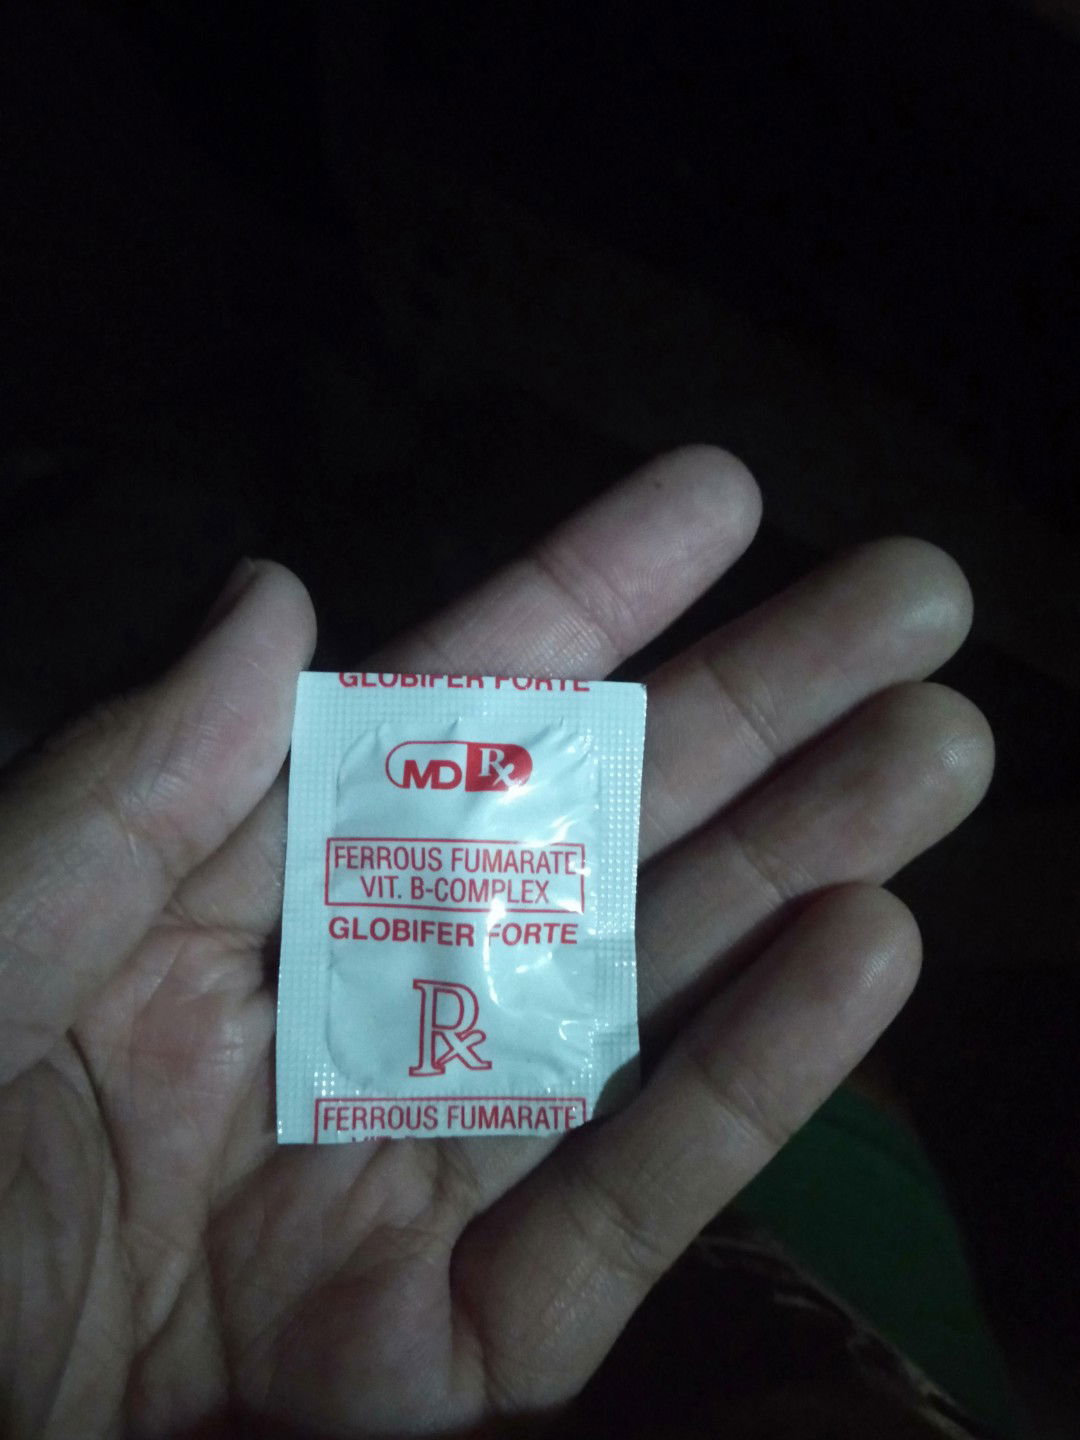 GLOBIFER FORTE
MD Rx
FERROUS FUMARATE
VIT. B-COMPLEX
GLOBIFER FORTE
Rx
FERROUS FUMARATE